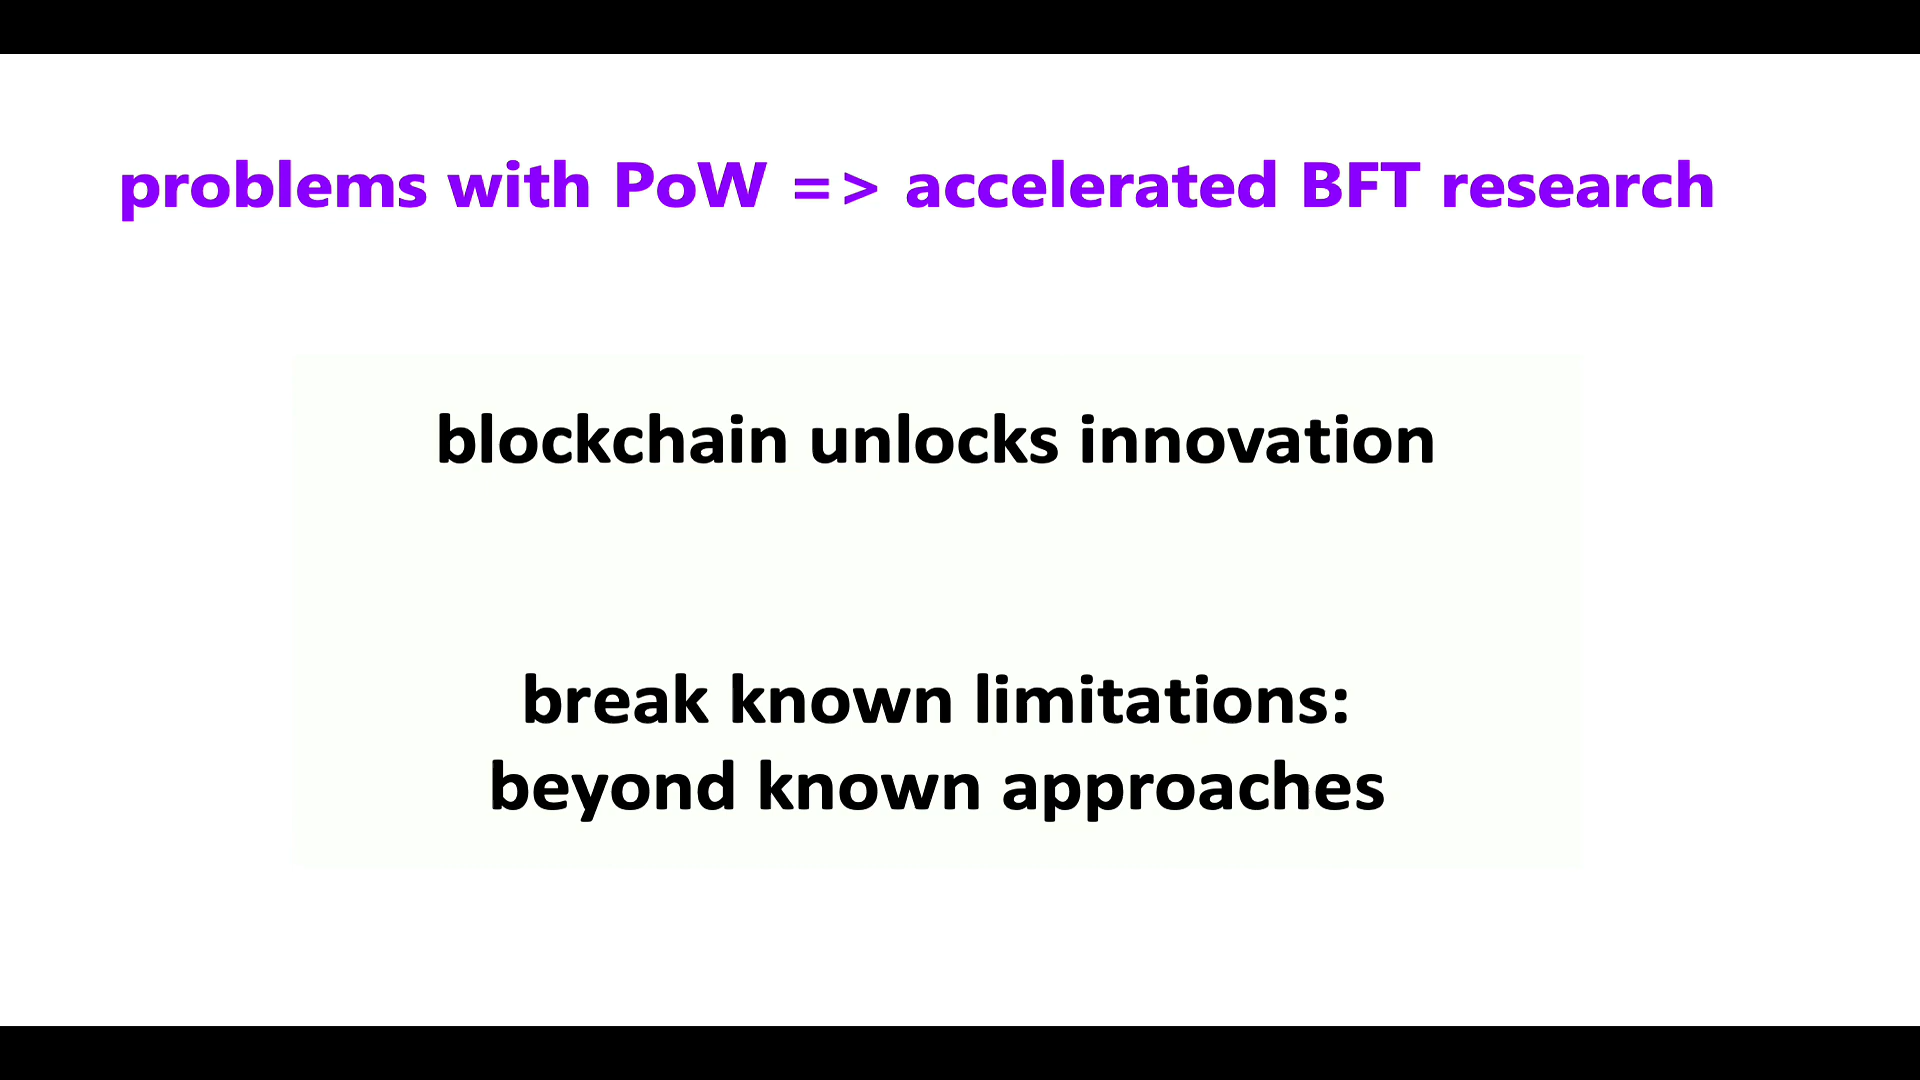 problems with PoW => accelerated BFT research
blockchain unlocks innovation
break known limitations:
beyond known approaches